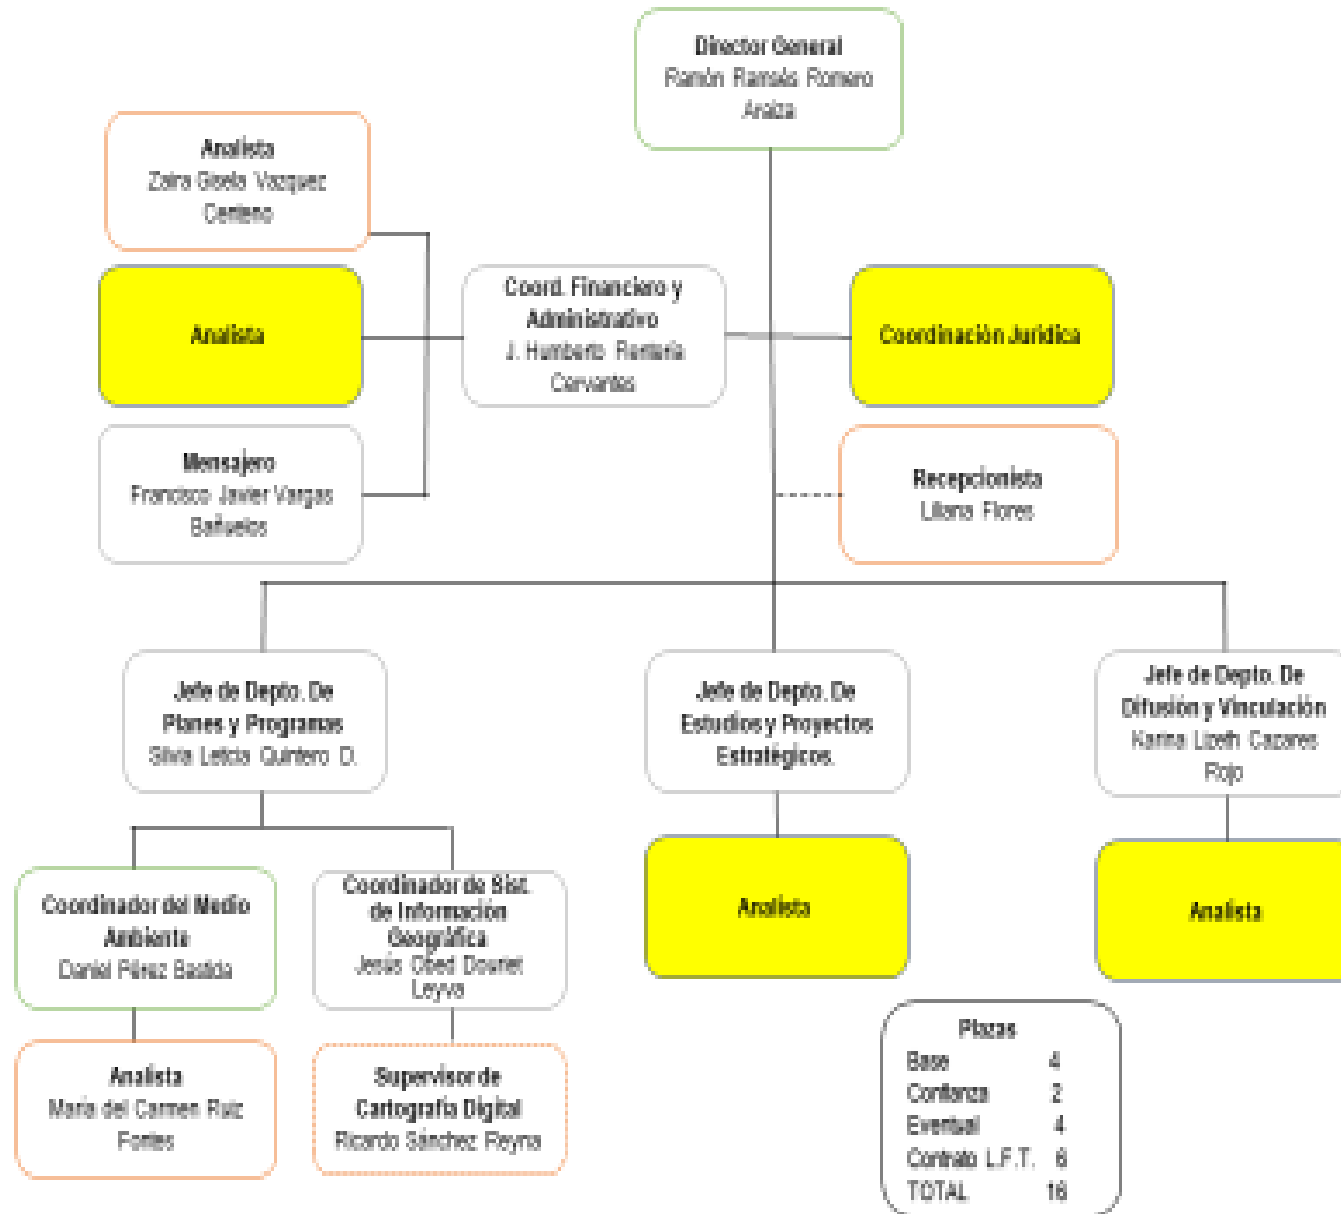 Director General
Ramón Ramsés Romero
Araiza
Analista
Zaira Gisela Vazquez
Centeno
Analista
Coord. Financiero y
Administrativo
J. Humberto Rentería
Cervantes
Coordinación Jurídica
Mensajero
Francisco Javier Vargas
Bañuelos
Recepcionista
Liliana Flores
Jefe de Depto. De
Planes y Programas
Silvia Leticia Quintero D.
Jefe de Depto. De
Estudios y Proyectos
Estratégicos.
Jefe de Depto. De
Difusión y Vinculación
Karina Lizeth Cazares
Rojo
Coordinador del Medio
Ambiente
Daniel Pérez Bastida
Coordinador de Sist.
de Información
Geográfica
Jesús Obed Douriet
Leyva
Analista
Analista
Analista
María del Carmen Ruiz
Fontes
Supervisor de
Cartografía Digital
Ricardo Sánchez Reyna
Plazas
Base 4
Confianza 2
Eventual 4
Contrato L.F.T. 6
TOTAL 16